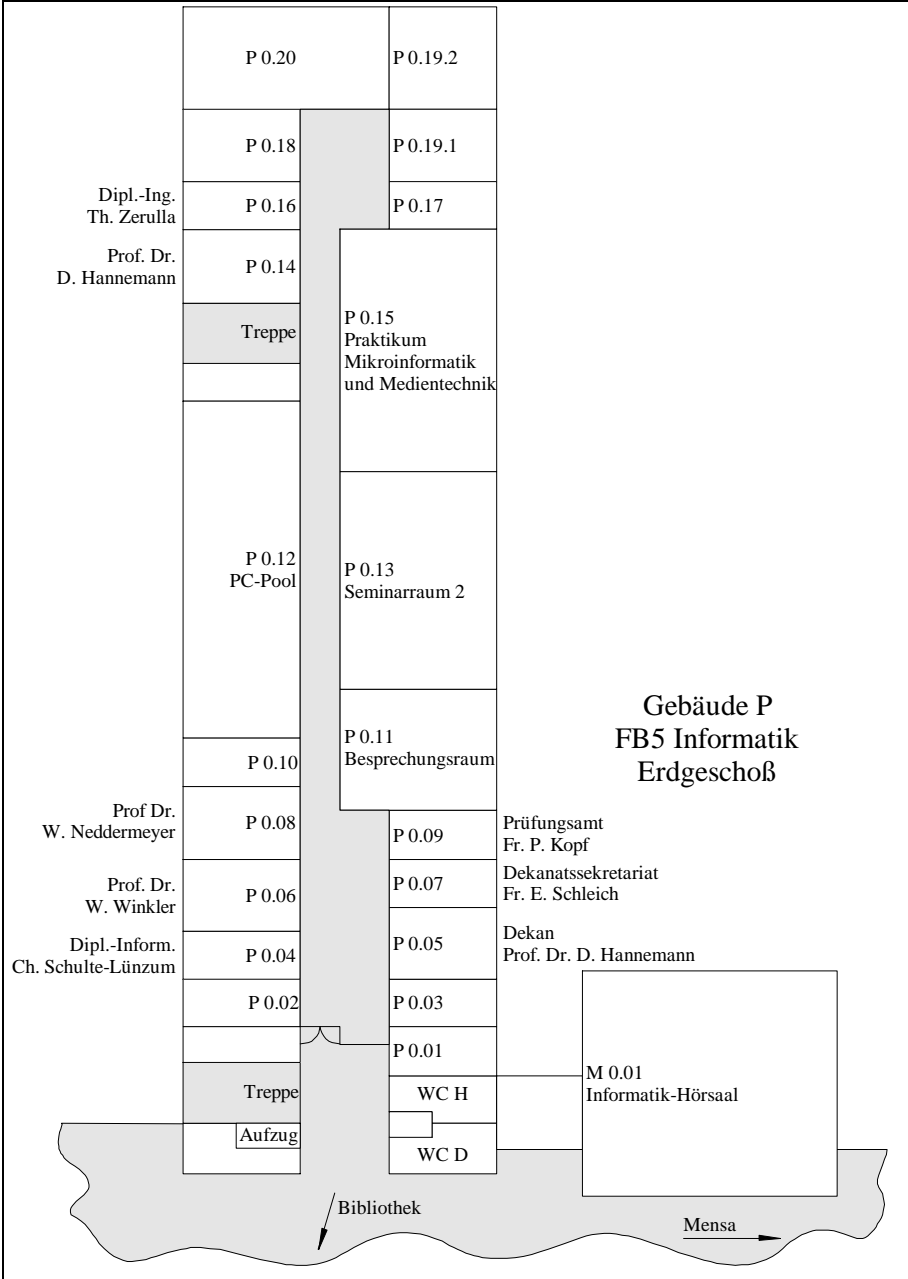 P 0.20
P 0.19.2
P 0.18
P 0.19.1
Dipl.-Ing.
Th. Zerulla
P 0.16
P 0.17
Prof. Dr.
D. Hannemann
P 0.14
Treppe
P 0.15
Praktikum
Mikroinformatik
und Medientechnik
P 0.12
PC-Pool
P 0.13
Seminarraum 2
Gebäude P
FB5 Informatik
Erdgeschoß
P 0.11
Besprechungsraum
P 0.10
Prof Dr.
W. Neddermeyer
P 0.08
P 0.09
Prüfungsamt
Fr. P. Kopf
Prof. Dr.
W. Winkler
P 0.06
P 0.07
Dekanatssekretariat
Fr. E. Schleich
Dipl.-Inform.
Ch. Schulte-Lünzum
P 0.04
P 0.05
Dekan
Prof. Dr. D. Hannemann
P 0.02
P 0.03
P 0.01
M 0.01
Informatik-Hörsaal
Treppe
WC H
Aufzug
WC D
Bibliothek
Mensa